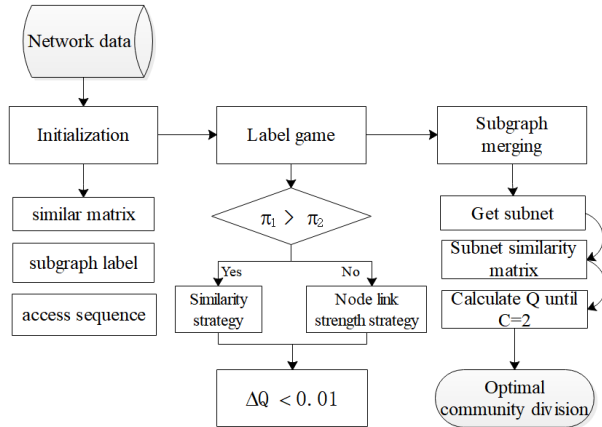 Network data
Initialization
Label game
Subgraph
merging
similar matrix
subgraph label
access sequence
π₁ > π₂
Yes
No
Similarity
strategy
Node link
strength strategy
ΔQ < 0.01
Get subnet
Subnet similarity
matrix
Calculate Q until
C=2
Optimal
community division